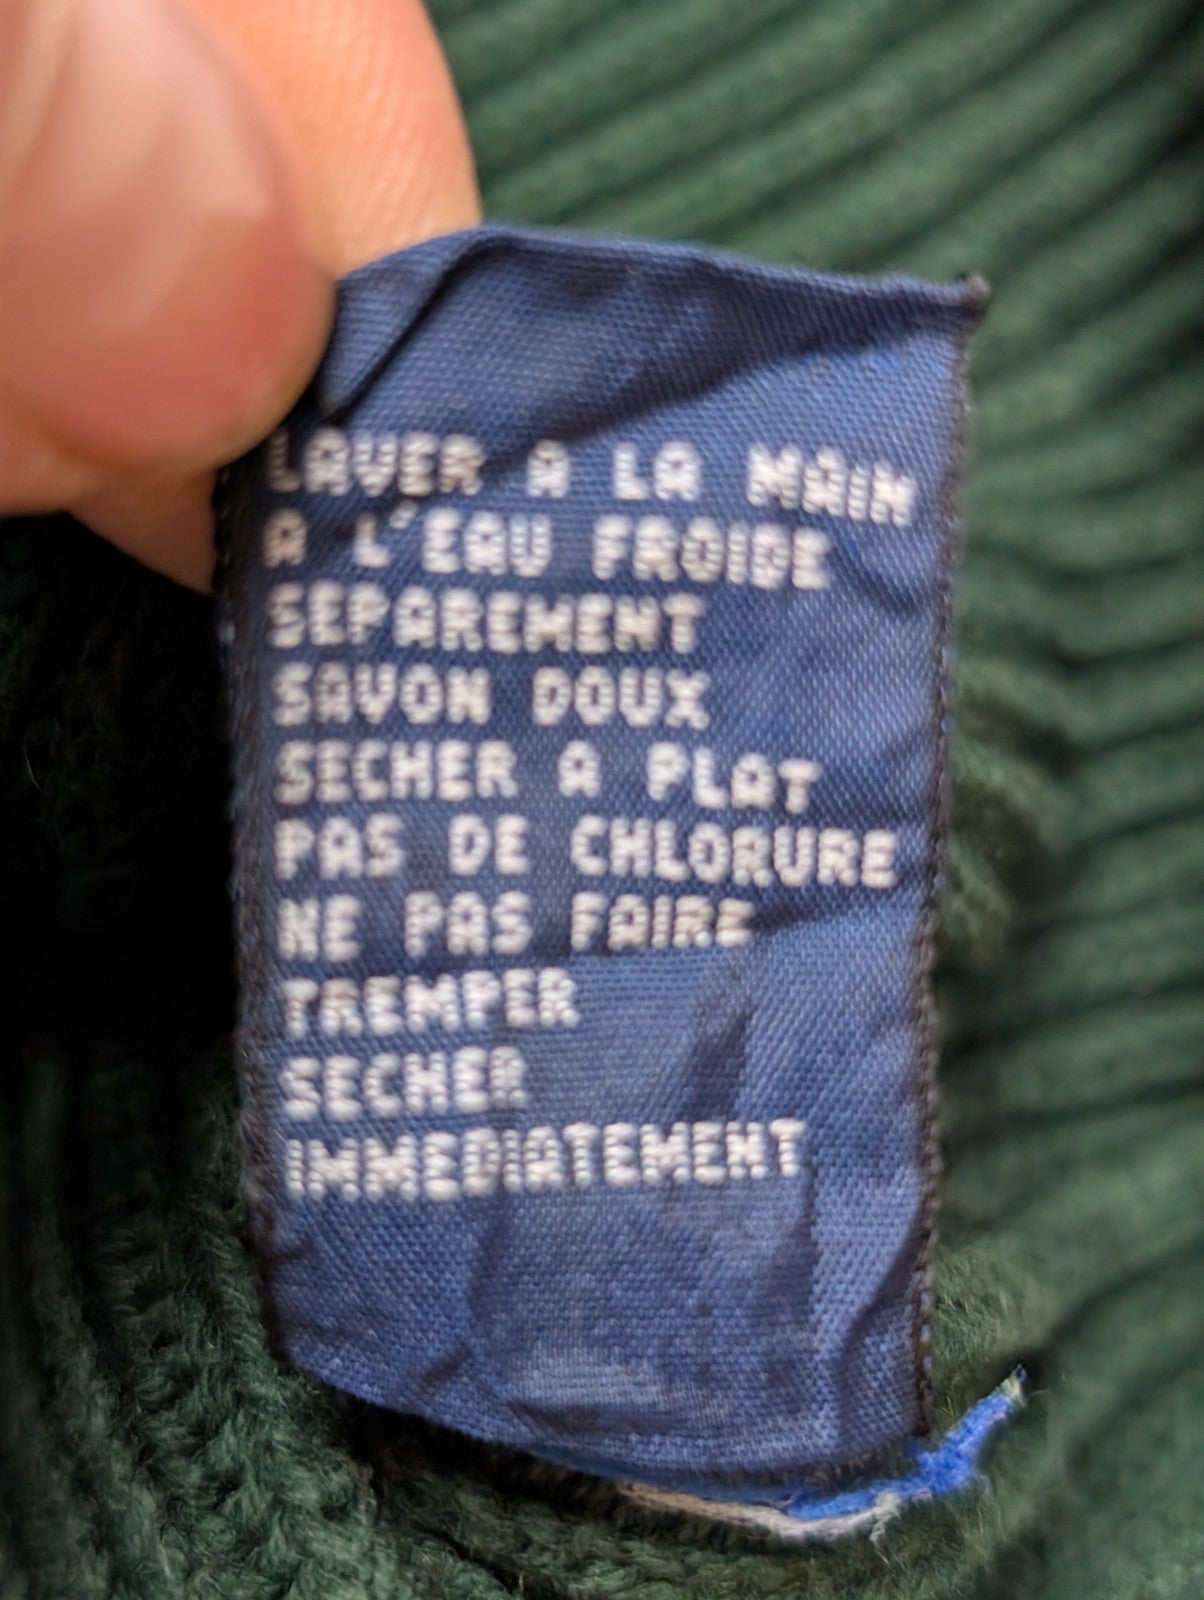 LAVER A LA MAIN
A L'EAU FROIDE
SEPAREMENT
SAVON DOUX
SECHER A PLAT
PAS DE CHLORURE
NE PAS FAIRE
TREMPER
SECHER
IMMEDIATEMENT